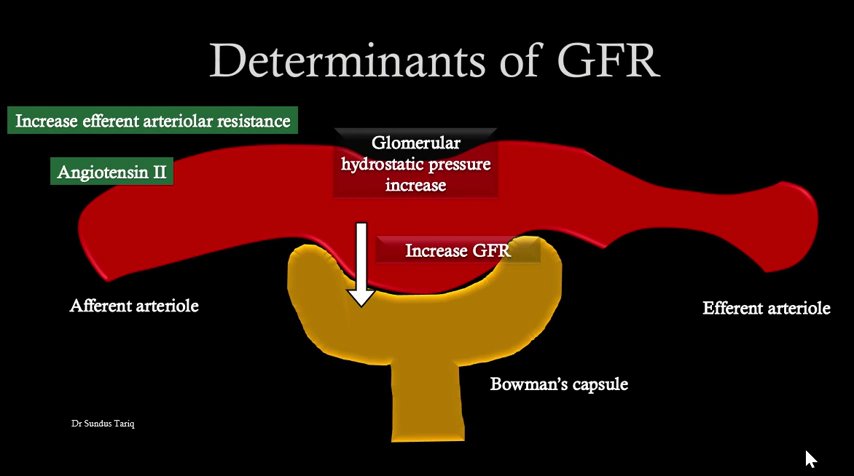 Determinants of GFR
Increase efferent arteriolar resistance
Angiotensin II
Glomerular
hydrostatic pressure
increase
Increase GFR
Afferent arteriole
Efferent arteriole
Bowman's capsule
Dr Sundus Tariq